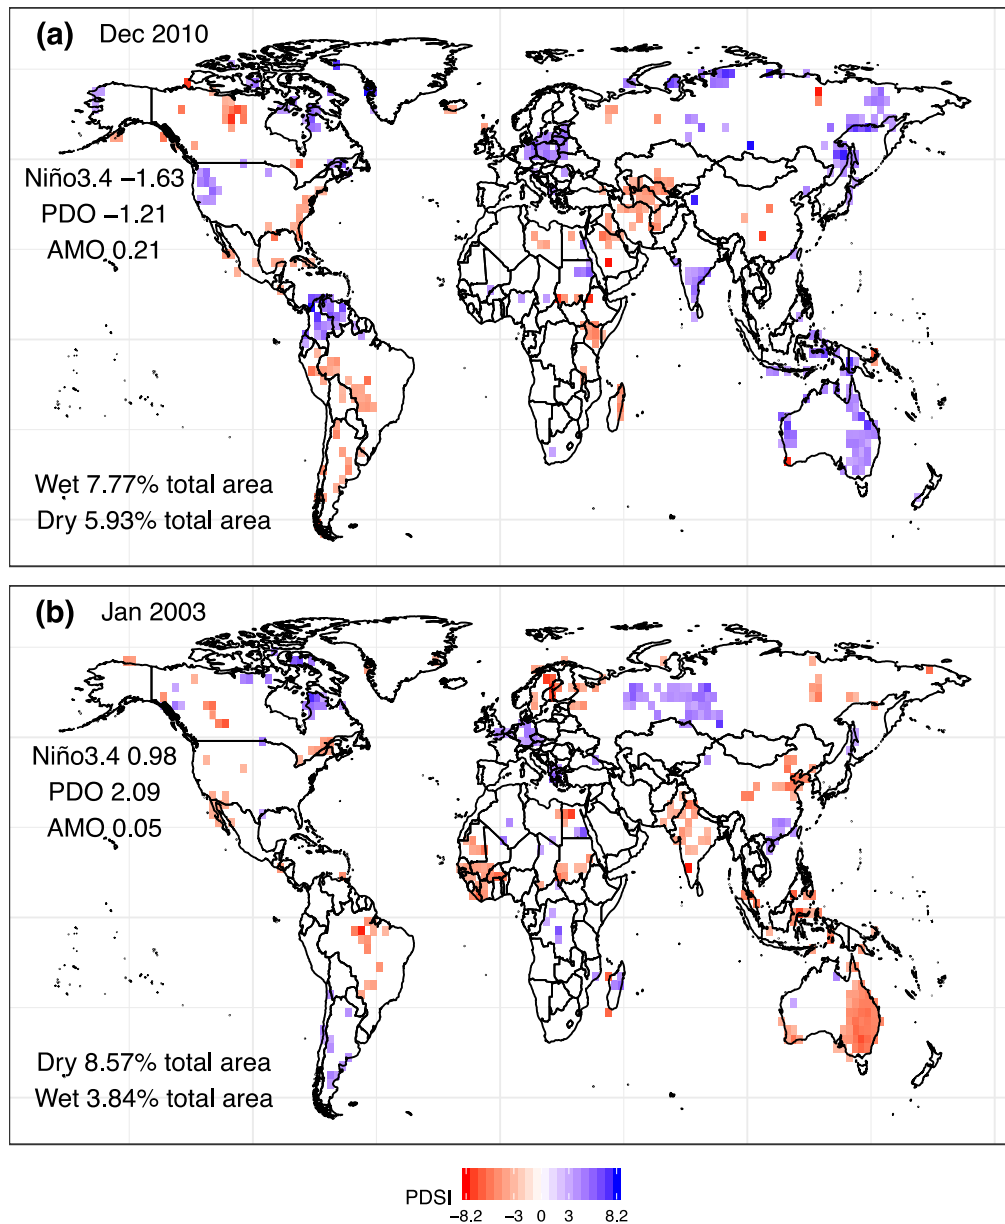 (a) Dec 2010
Niño3.4 −1.63
PDO −1.21
AMO 0.21
Wet 7.77% total area
Dry 5.93% total area
(b) Jan 2003
Niño3.4 0.98
PDO 2.09
AMO 0.05
Dry 8.57% total area
Wet 3.84% total area
PDSI
−8.2 −3 0 3 8.2